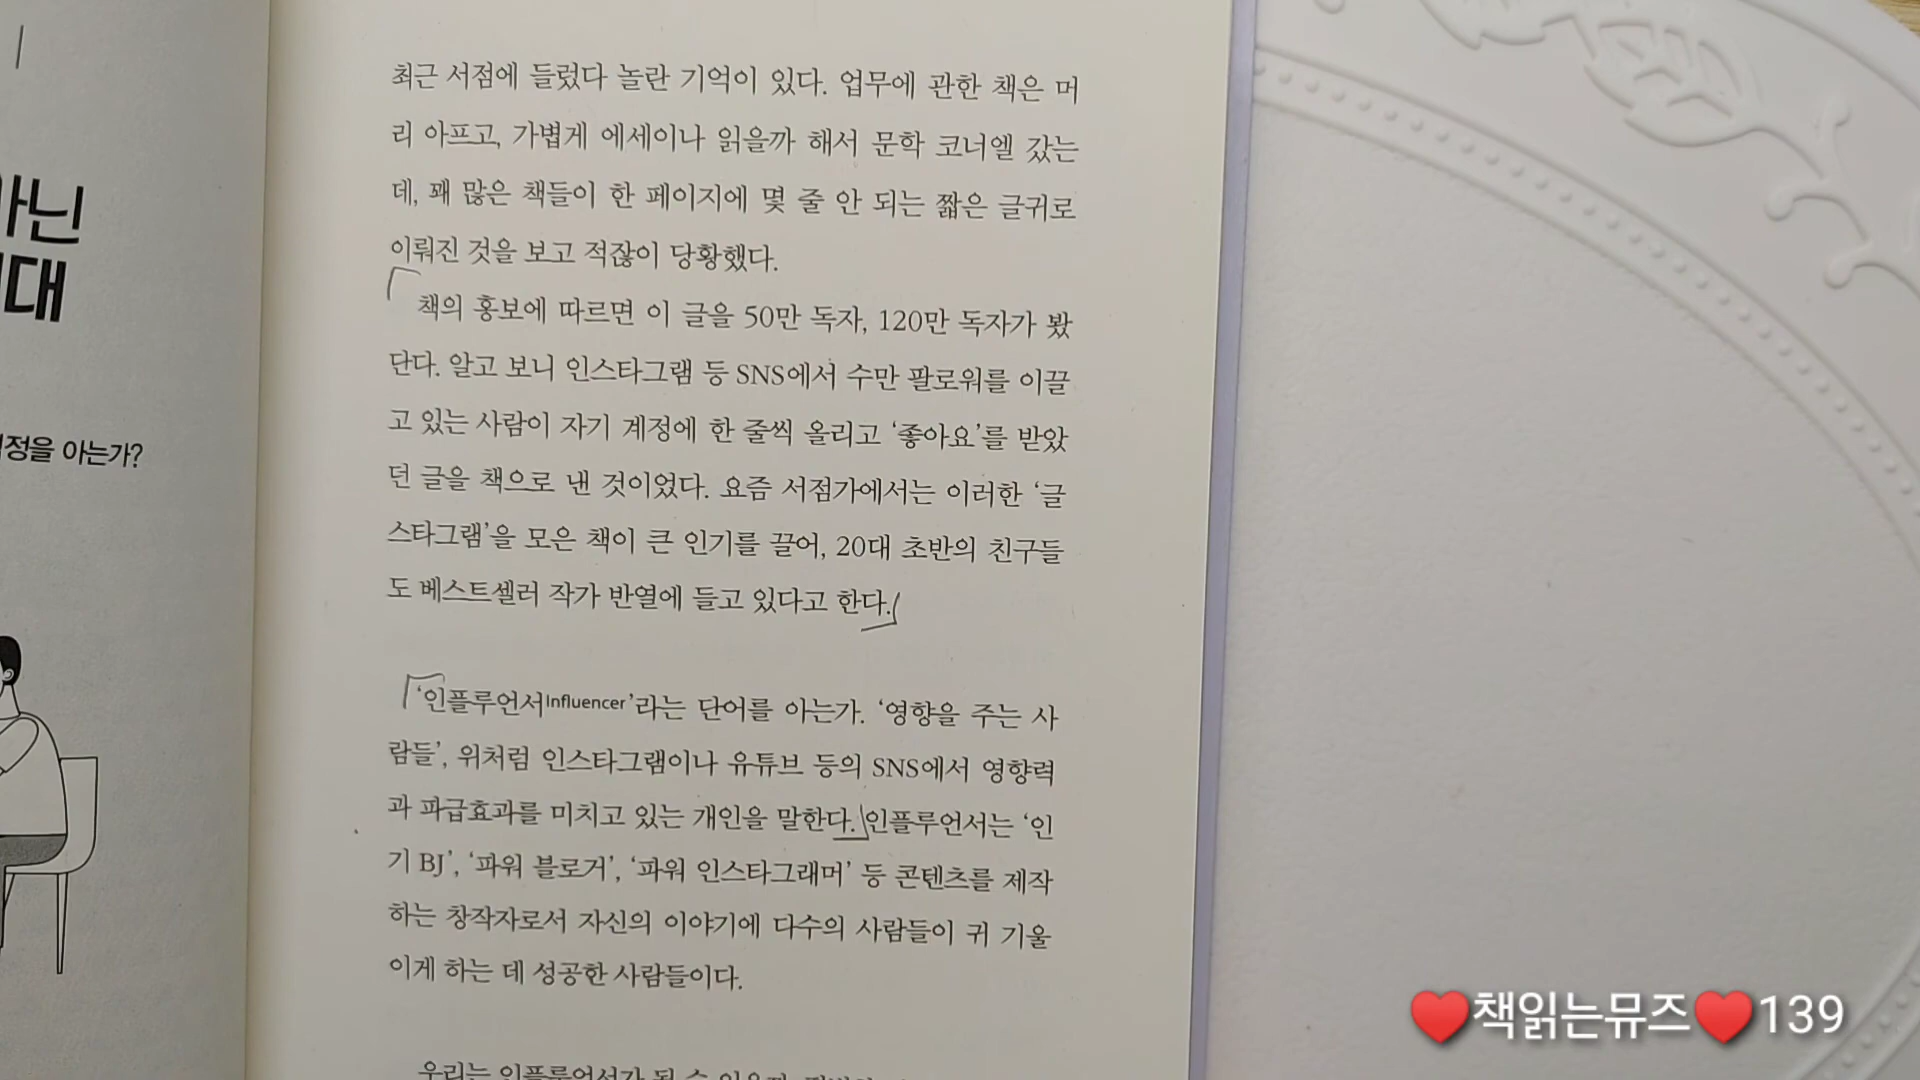 아닌
대
정을 아는가?
최근 서점에 들렀다 놀란 기억이 있다. 업무에 관한 책은 머
리 아프고, 가볍게 에세이나 읽을까 해서 문학 코너엘 갔는
데, 꽤 많은 책들이 한 페이지에 몇 줄 안 되는 짧은 글귀로
이뤄진 것을 보고 적잖이 당황했다.
책의 홍보에 따르면 이 글을 50만 독자, 120만 독자가 봤
단다. 알고 보니 인스타그램 등 SNS에서 수만 팔로워를 이끌
고 있는 사람이 자기 계정에 한 줄씩 올리고 ‘좋아요’를 받았
던 글을 책으로 낸 것이었다. 요즘 서점가에서는 이러한 ‘글
스타그램’을 모은 책이 큰 인기를 끌어, 20대 초반의 친구들
도 베스트셀러 작가 반열에 들고 있다고 한다.
‘인플루언서Influencer’라는 단어를 아는가. ‘영향을 주는 사
람들’, 위처럼 인스타그램이나 유튜브 등의 SNS에서 영향력
과 파급효과를 미치고 있는 개인을 말한다. 인플루언서는 ‘인
기 BJ’, ‘파워 블로거’, ‘파워 인스타그래머’ 등 콘텐츠를 제작
하는 창작자로서 자신의 이야기에 다수의 사람들이 귀 기울
이게 하는 데 성공한 사람들이다.
우리는 인플루언서가 될 수
❤책읽는뮤즈❤139